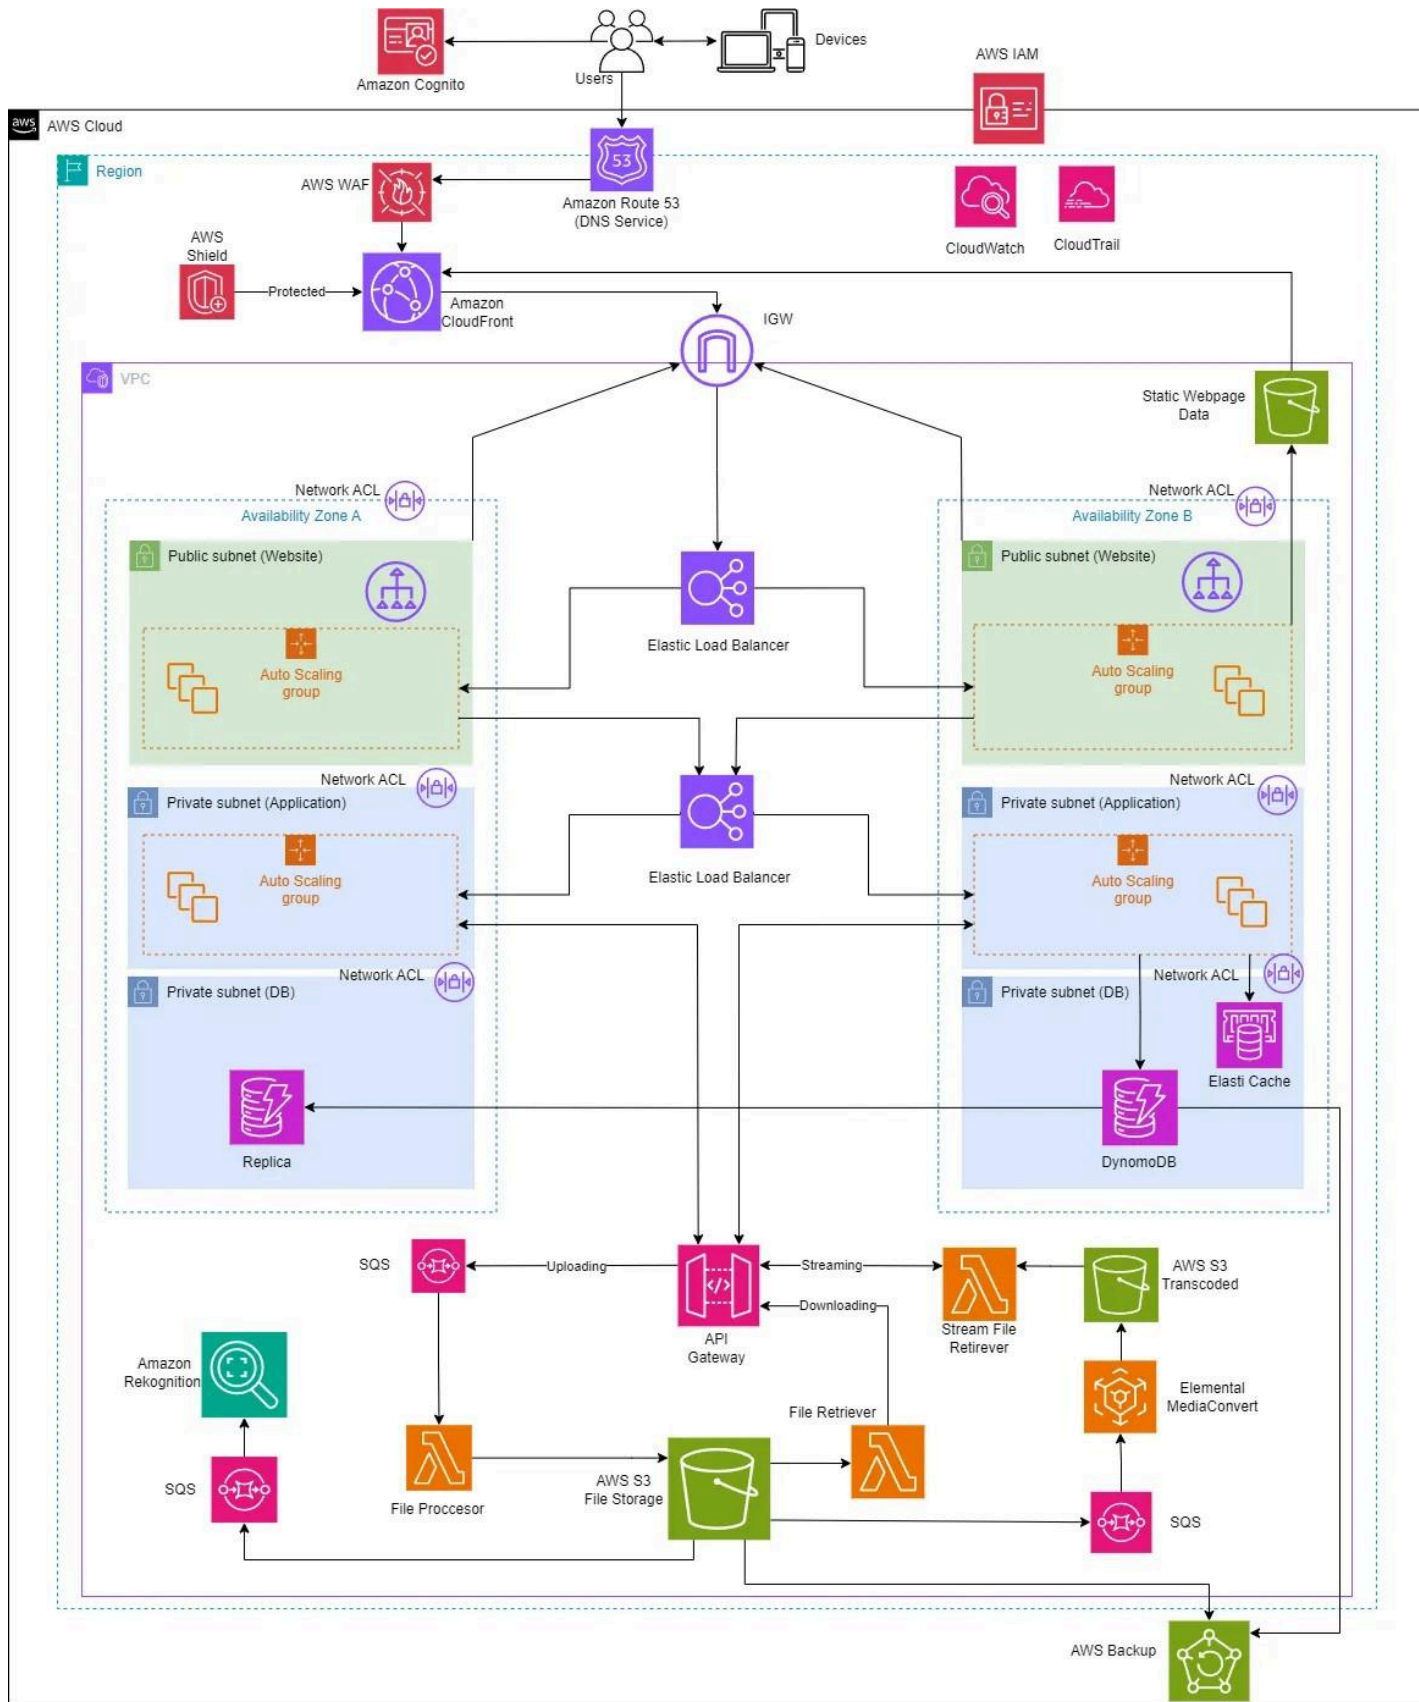 Devices
Users
Amazon Cognito
AWS IAM
aws
AWS Cloud
Region
AWS WAF
53
Amazon Route 53
(DNS Service)
CloudWatch
CloudTrail
AWS
Shield
Protected
Amazon
CloudFront
IGW
VPC
Static Webpage
Data
Network ACL
Availability Zone A
Network ACL
Availability Zone B
Public subnet (Website)
Public subnet (Website)
Elastic Load Balancer
Auto Scaling
group
Auto Scaling
group
Network ACL
Network ACL
Private subnet (Application)
Private subnet (Application)
Auto Scaling
group
Elastic Load Balancer
Auto Scaling
group
Network ACL
Network ACL
Private subnet (DB)
Private subnet (DB)
Elasti Cache
Replica
DynomoDB
SQS
Uploading
</>
Streaming
AWS S3
Transcoded
Downloading
API
Gateway
Stream File
Retirever
Amazon
Rekognition
Elemental
MediaConvert
File Retriever
SQS
File Proccesor
AWS S3
File Storage
SQS
AWS Backup